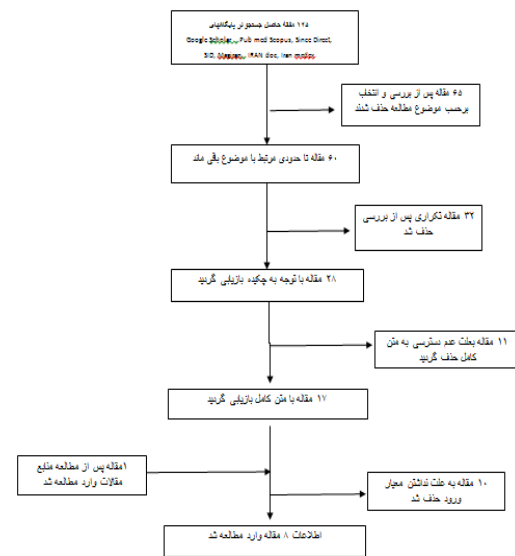 ۱۲۵ مقاله حاصل جستجو در پایگاههای
Google Scholar, Pub med Scopus, Since Direct,
SID, Magiran, IRAN doc, Iran medex
۶۵ مقاله پس از بررسی و انتخاب
برحسب موضوع مطالعه حذف شدند
۶۰ مقاله تا حدودی مرتبط با موضوع باقی ماند
۳۲ مقاله تکراری پس از بررسی
حذف شد
۲۸ مقاله با توجه به چکیده بازیابی گردید
۱۱ مقاله بعلت عدم دسترسی به متن
کامل حذف گردید
۱۷ مقاله با متن کامل بازیابی گردید
۱مقاله پس از مطالعه منابع
مقالات وارد مطالعه شد
۱۰ مقاله به علت نداشتن معیار
ورود حذف شد
اطلاعات ۸ مقاله وارد مطالعه شد